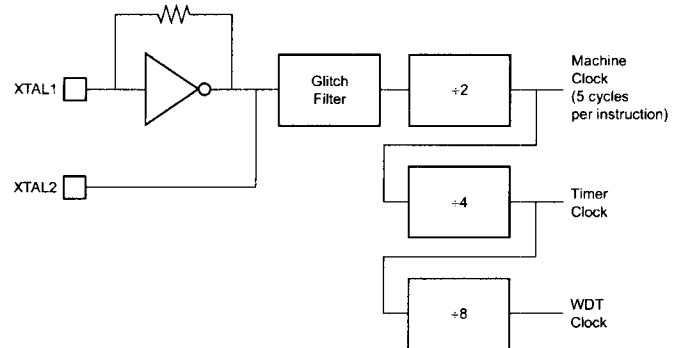 XTAL1
Glitch
Filter
÷2
Machine
Clock
(5 cycles
per instruction)
XTAL2
÷4
Timer
Clock
÷8
WDT
Clock